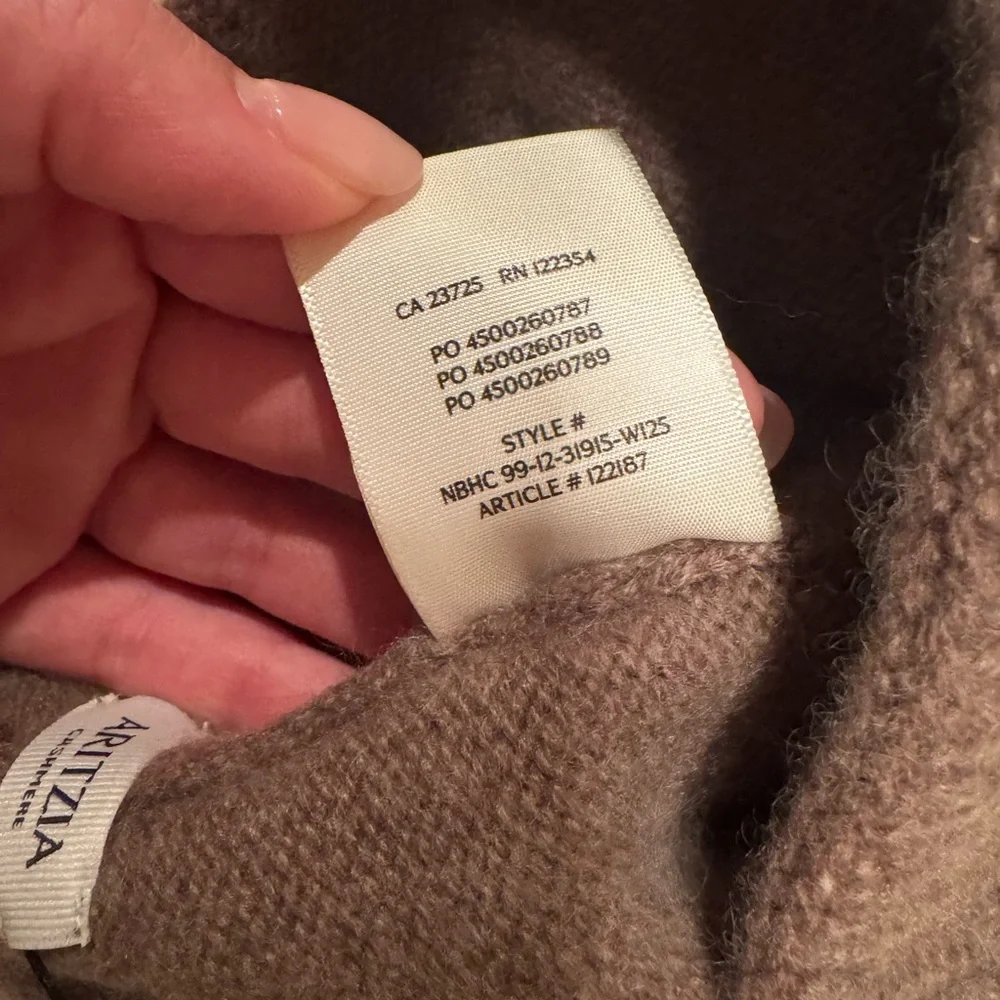 CA 23725 RN 122354
PO 4500260787
PO 4500260788
PO 4500260789
STYLE #
NBHC 99-12-31915-W125
ARTICLE # 122187
ARITZIA
CASHMERE